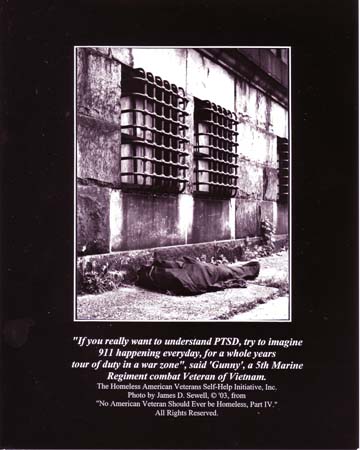 "If you really want to understand PTSD, try to imagine
911 happening everyday, for a whole years
tour of duty in a war zone", said 'Gunny', a 5th Marine
Regiment combat Veteran of Vietnam.
The Homeless American Veterans Self-Help Initiative, Inc.
Photo by James D. Sewell, © '03, from
"No American Veteran Should Ever be Homeless, Part IV."
All Rights Reserved.